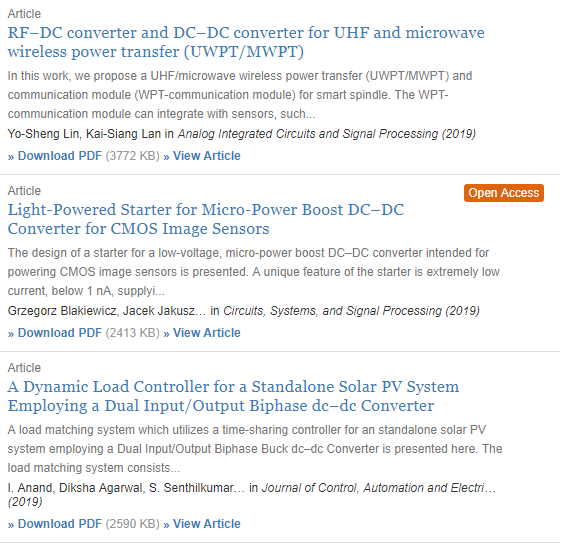 Article
RF–DC converter and DC–DC converter for UHF and microwave
wireless power transfer (UWPT/MWPT)
In this work, we propose a UHF/microwave wireless power transfer (UWPT/MWPT) and
communication module (WPT-communication module) for smart spindle. The WPT-
communication module can integrate with sensors, such...
Yo-Sheng Lin, Kai-Siang Lan in Analog Integrated Circuits and Signal Processing (2019)
» Download PDF (3772 KB) » View Article
Article
Open Access
Light-Powered Starter for Micro-Power Boost DC–DC
Converter for CMOS Image Sensors
The design of a starter for a low-voltage, micro-power boost DC–DC converter intended for
powering CMOS image sensors is presented. A unique feature of the starter is extremely low
current, below 1 nA, supplyi...
Grzegorz Blakiewicz, Jacek Jakusz… in Circuits, Systems, and Signal Processing (2019)
» Download PDF (2413 KB) » View Article
Article
A Dynamic Load Controller for a Standalone Solar PV System
Employing a Dual Input/Output Biphase dc–dc Converter
A load matching system which utilizes a time-sharing controller for an standalone solar PV
system employing a Dual Input/Output Biphase Buck dc–dc Converter is presented here. The
load matching system consists...
I. Anand, Diksha Agarwal, S. Senthilkumar… in Journal of Control, Automation and Electri…
(2019)
» Download PDF (2590 KB) » View Article